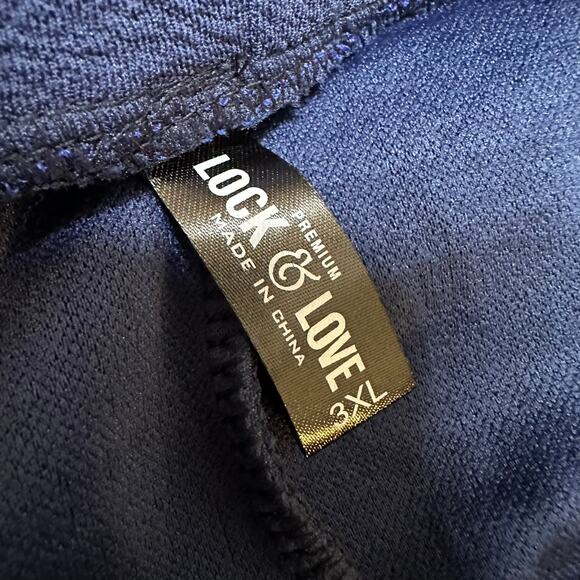 PREMIUM
LOCK & LOVE
MADE IN CHINA
3XL